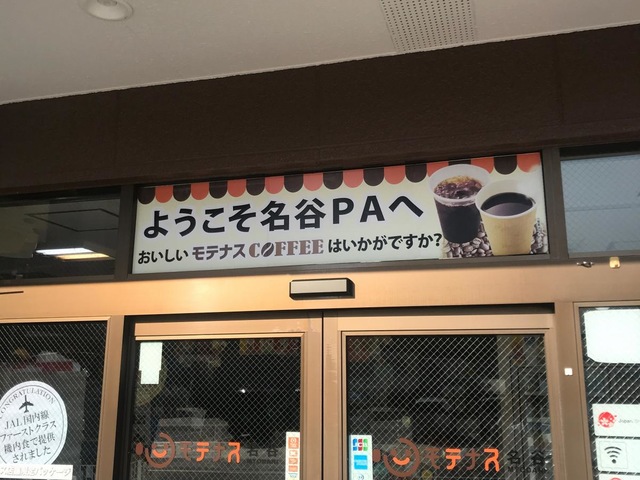 ようこそ名谷PAへ
おいしいモテナスCOFFEEはいかがですか?
CONGRATULATION
JAL国内線
ファーストクラス
機内食で提供
されました
モテナス名谷
モテナス名谷
JCB